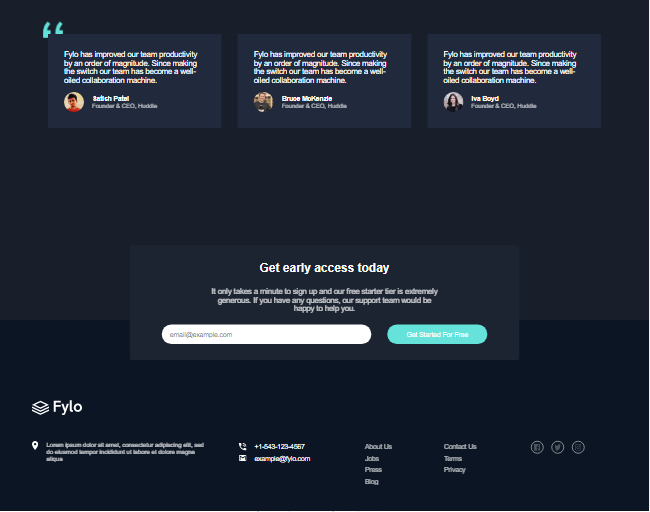 “
Fylo has improved our team productivity
by an order of magnitude. Since making
the switch our team has become a well-
oiled collaboration machine.
Satish Patel
Founder & CEO, Huddle
Fylo has improved our team productivity
by an order of magnitude. Since making
the switch our team has become a well-
oiled collaboration machine.
Bruce McKenzie
Founder & CEO, Huddle
Fylo has improved our team productivity
by an order of magnitude. Since making
the switch our team has become a well-
oiled collaboration machine.
Iva Boyd
Founder & CEO, Huddle
Get early access today
It only takes a minute to sign up and our free starter tier is extremely
generous. If you have any questions, our support team would be
happy to help you.
email@example.com
Get Started For Free
Fylo
Lorem ipsum dolor sit amet, consectetur adipiscing elit, sed
do eiusmod tempor incididunt ut labore et dolore magna
aliqua
+1-543-123-4567
example@fylo.com
About Us
Jobs
Press
Blog
Contact Us
Terms
Privacy